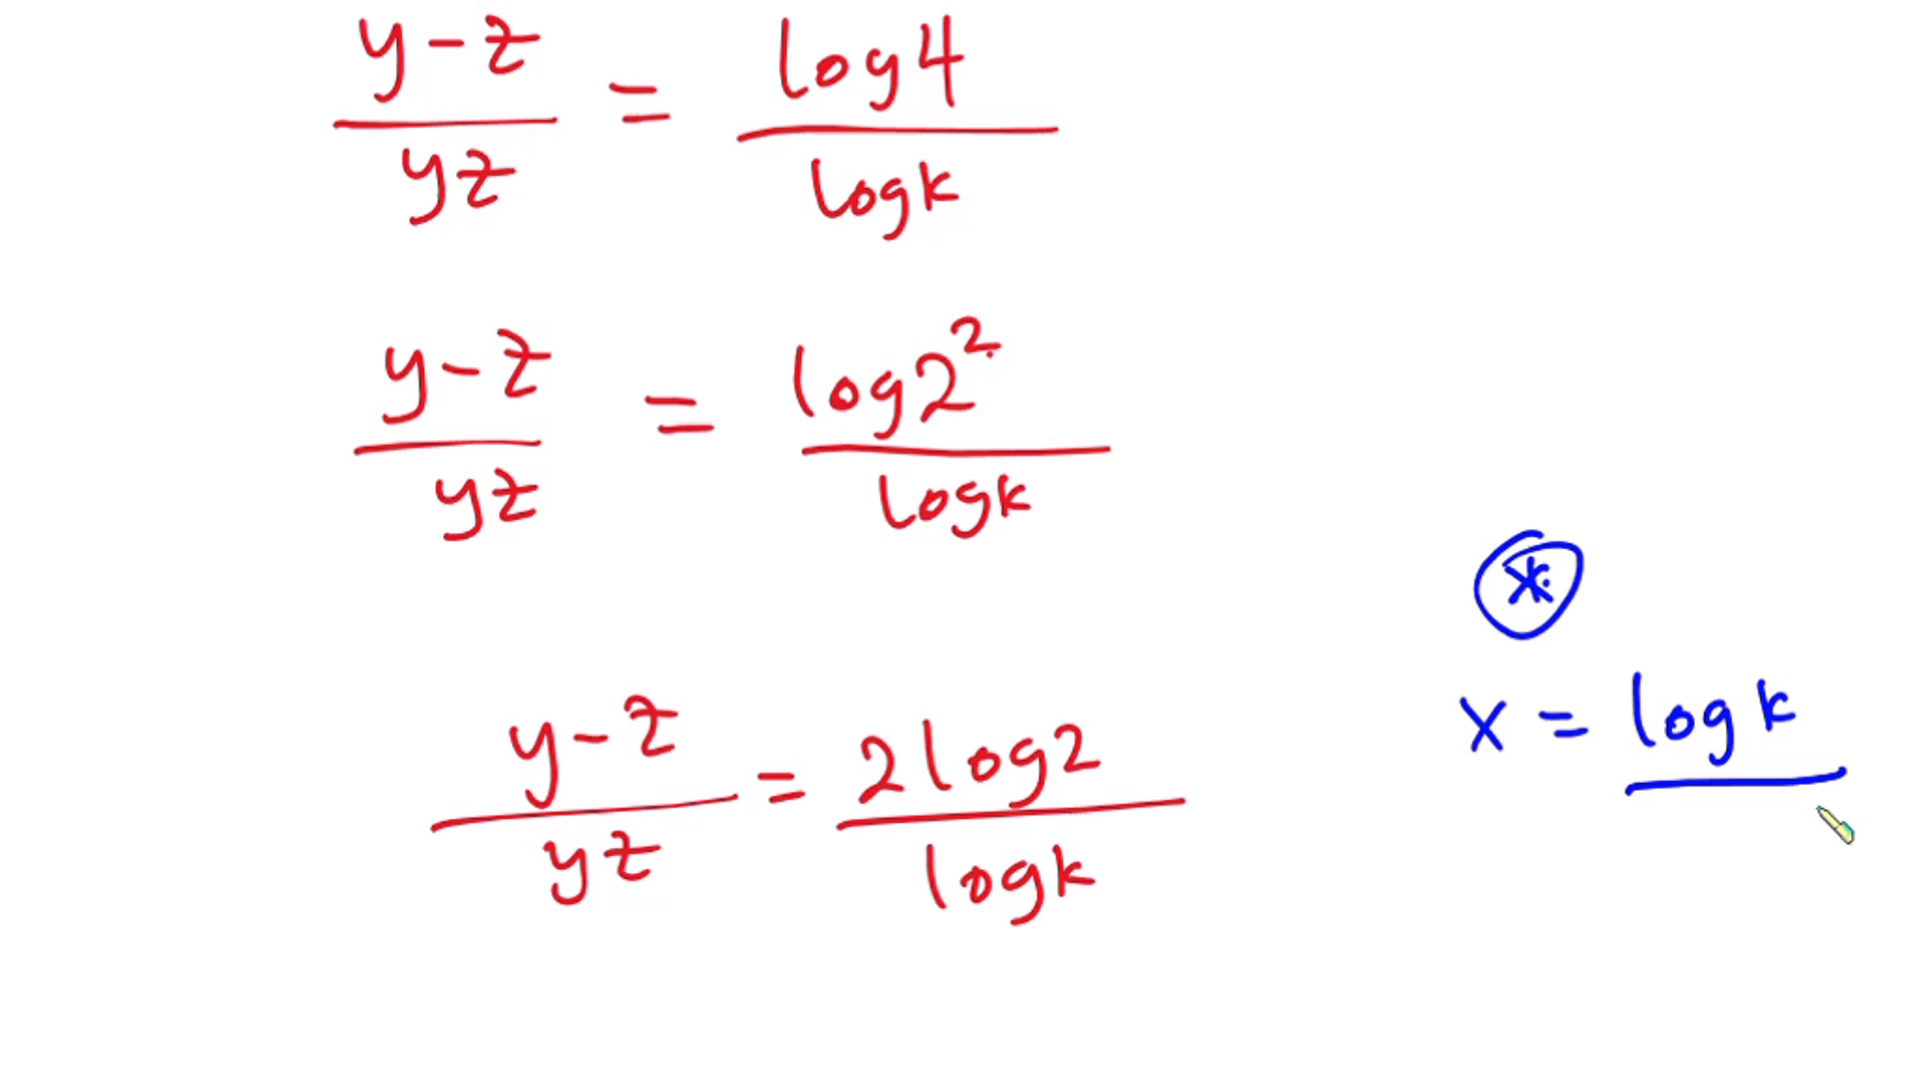 y-z/yz = log4/logk
y-z/yz = log2²/logk
*
y-z/yz = 2log2/logk
x = logk